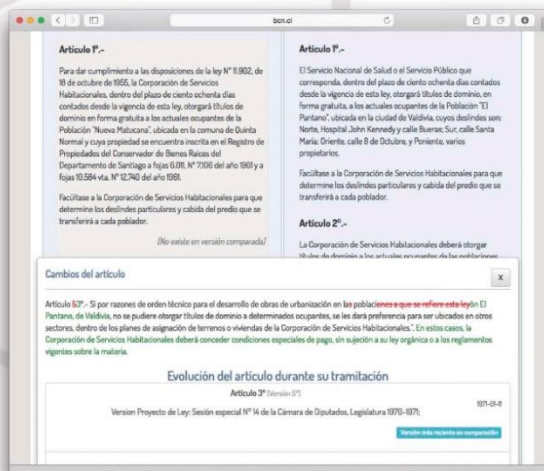 bcn.cl
Artículo 1°.-
Para dar cumplimiento a las disposiciones de la ley N° 11.902, de
18 de octubre de 1955, la Corporación de Servicios
Habitacionales, dentro del plazo de ciento ochenta días
contados desde la vigencia de esta ley, otorgará títulos de
dominio en forma gratuita a los actuales ocupantes de la
Población "Nueva Matucana", ubicada en la comuna de Quinta
Normal y cuya propiedad se encuentra inscrita en el Registro de
Propiedades del Conservador de Bienes Raíces del
Departamento de Santiago a fojas 6.011, N° 7.106 del año 1961 y a
fojas 10.584 vta. N° 12.740 del año 1961.
Facúltase a la Corporación de Servicios Habitacionales para que
determine los deslindes particulares y cabida del predio que se
transferirá a cada poblador.
[No existe en versión comparada]
Artículo 1°.-
El Servicio Nacional de Salud o el Servicio Público que
corresponda, dentro del plazo de ochenta días contados
desde la vigencia de esta ley, otorgará títulos de dominio, en
forma gratuita, a los actuales ocupantes de la Población "El
Pantano", ubicada en la ciudad de Valdivia, cuyos deslindes son:
Norte, Hospital John Kennedy y calle Bueras; Sur, calle Santa
María; Oriente, calle 8 de Octubre, y Poniente, varios
propietarios.
Facúltase a la Corporación de Servicios Habitacionales para que
determine los deslindes particulares y cabida del predio que se
transferirá a cada poblador.
Artículo 2°.-
La Corporación de Servicios Habitacionales deberá otorgar
títulos de dominio a los actuales ocupantes de las poblaciones
Cambios del artículo
x
Artículo 53°.- Si por razones de orden técnico para el desarrollo de obras de urbanización en las poblaciones a que se refiere esta leyón El
Pantano, de Valdivia, no se pudiere otorgar títulos de dominio a determinados ocupantes, se les dará preferencia para ser ubicados en otros
sectores, dentro de los planes de asignación de terrenos o viviendas de la Corporación de Servicios Habitacionales.". En estos casos, la
Corporación de Servicios Habitacionales deberá conceder condiciones especiales de pago, sin sujeción a su ley orgánica o a los reglamentos
vigentes sobre la materia.
Evolución del artículo durante su tramitación
Artículo 3° (Versión 5°)
1971-01-11
Version Proyecto de Ley: Sesión especial N° 14 de la Cámara de Diputados, Legislatura 1970-1971;
Versión más reciente en comparación